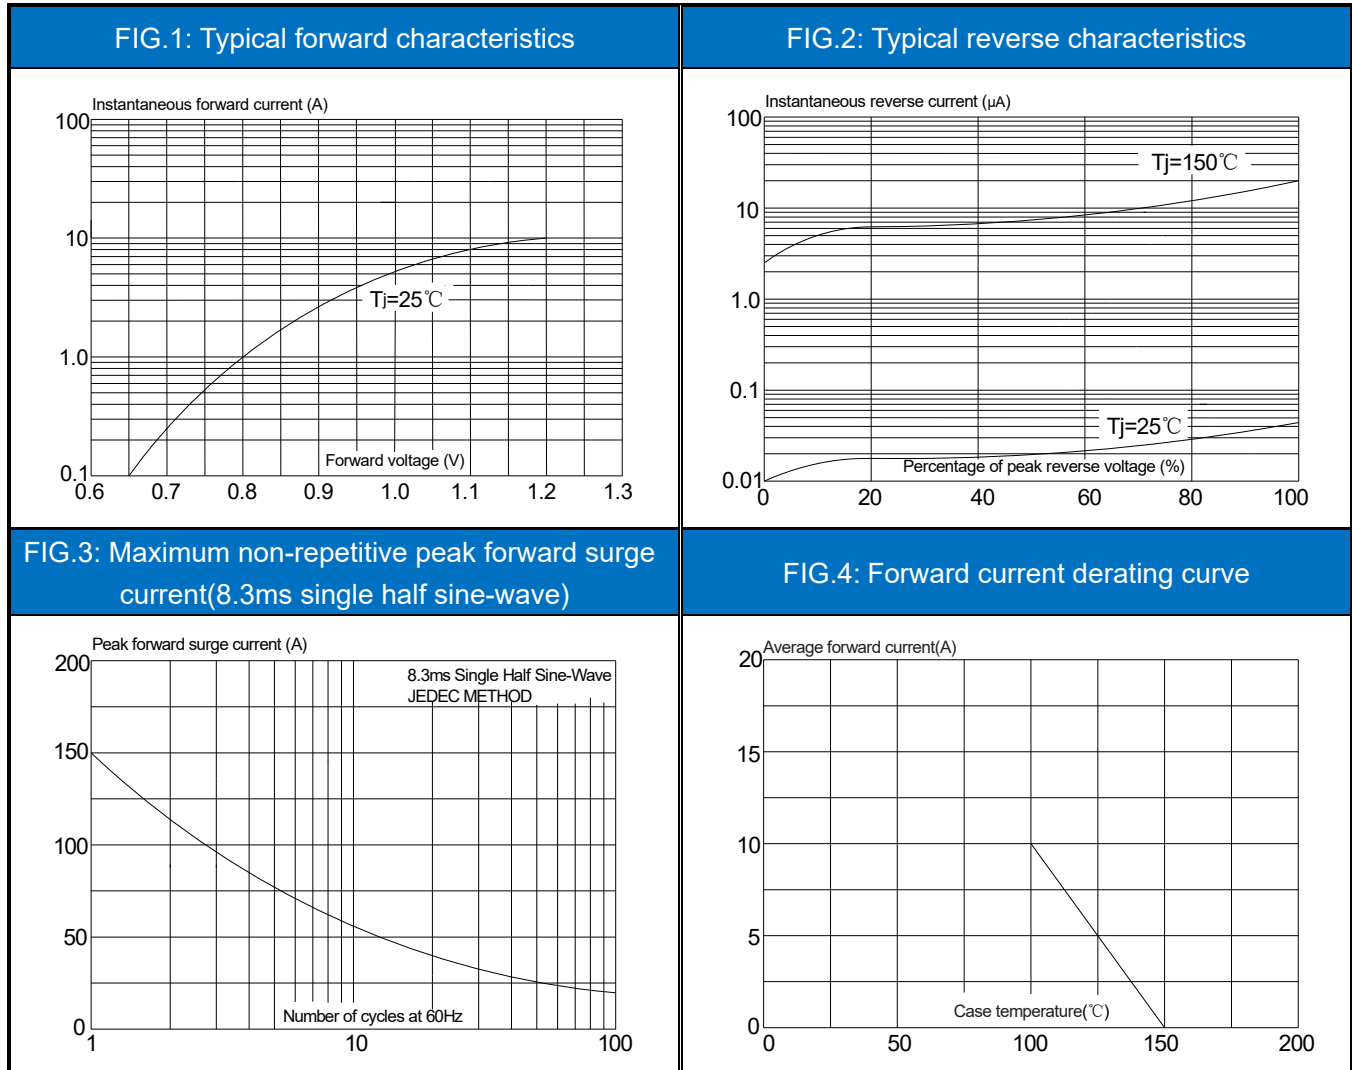 FIG.1: Typical forward characteristics
Instantaneous forward current (A)
100
10
1.0
0.1
Tj=25℃
Forward voltage (V)
0.6 0.7 0.8 0.9 1.0 1.1 1.2 1.3
FIG.2: Typical reverse characteristics
Instantaneous reverse current (μA)
100
Tj=150℃
10
1.0
0.1
Tj=25℃
Percentage of peak reverse voltage (%)
0.01
0 20 40 60 80 100
FIG.3: Maximum non-repetitive peak forward surge
current(8.3ms single half sine-wave)
Peak forward surge current (A)
200
8.3ms Single Half Sine-Wave
JEDEC METHOD
150
100
50
Number of cycles at 60Hz
0
1 10 100
FIG.4: Forward current derating curve
Average forward current(A)
20
15
10
5
Case temperature(℃)
0
0 50 100 150 200